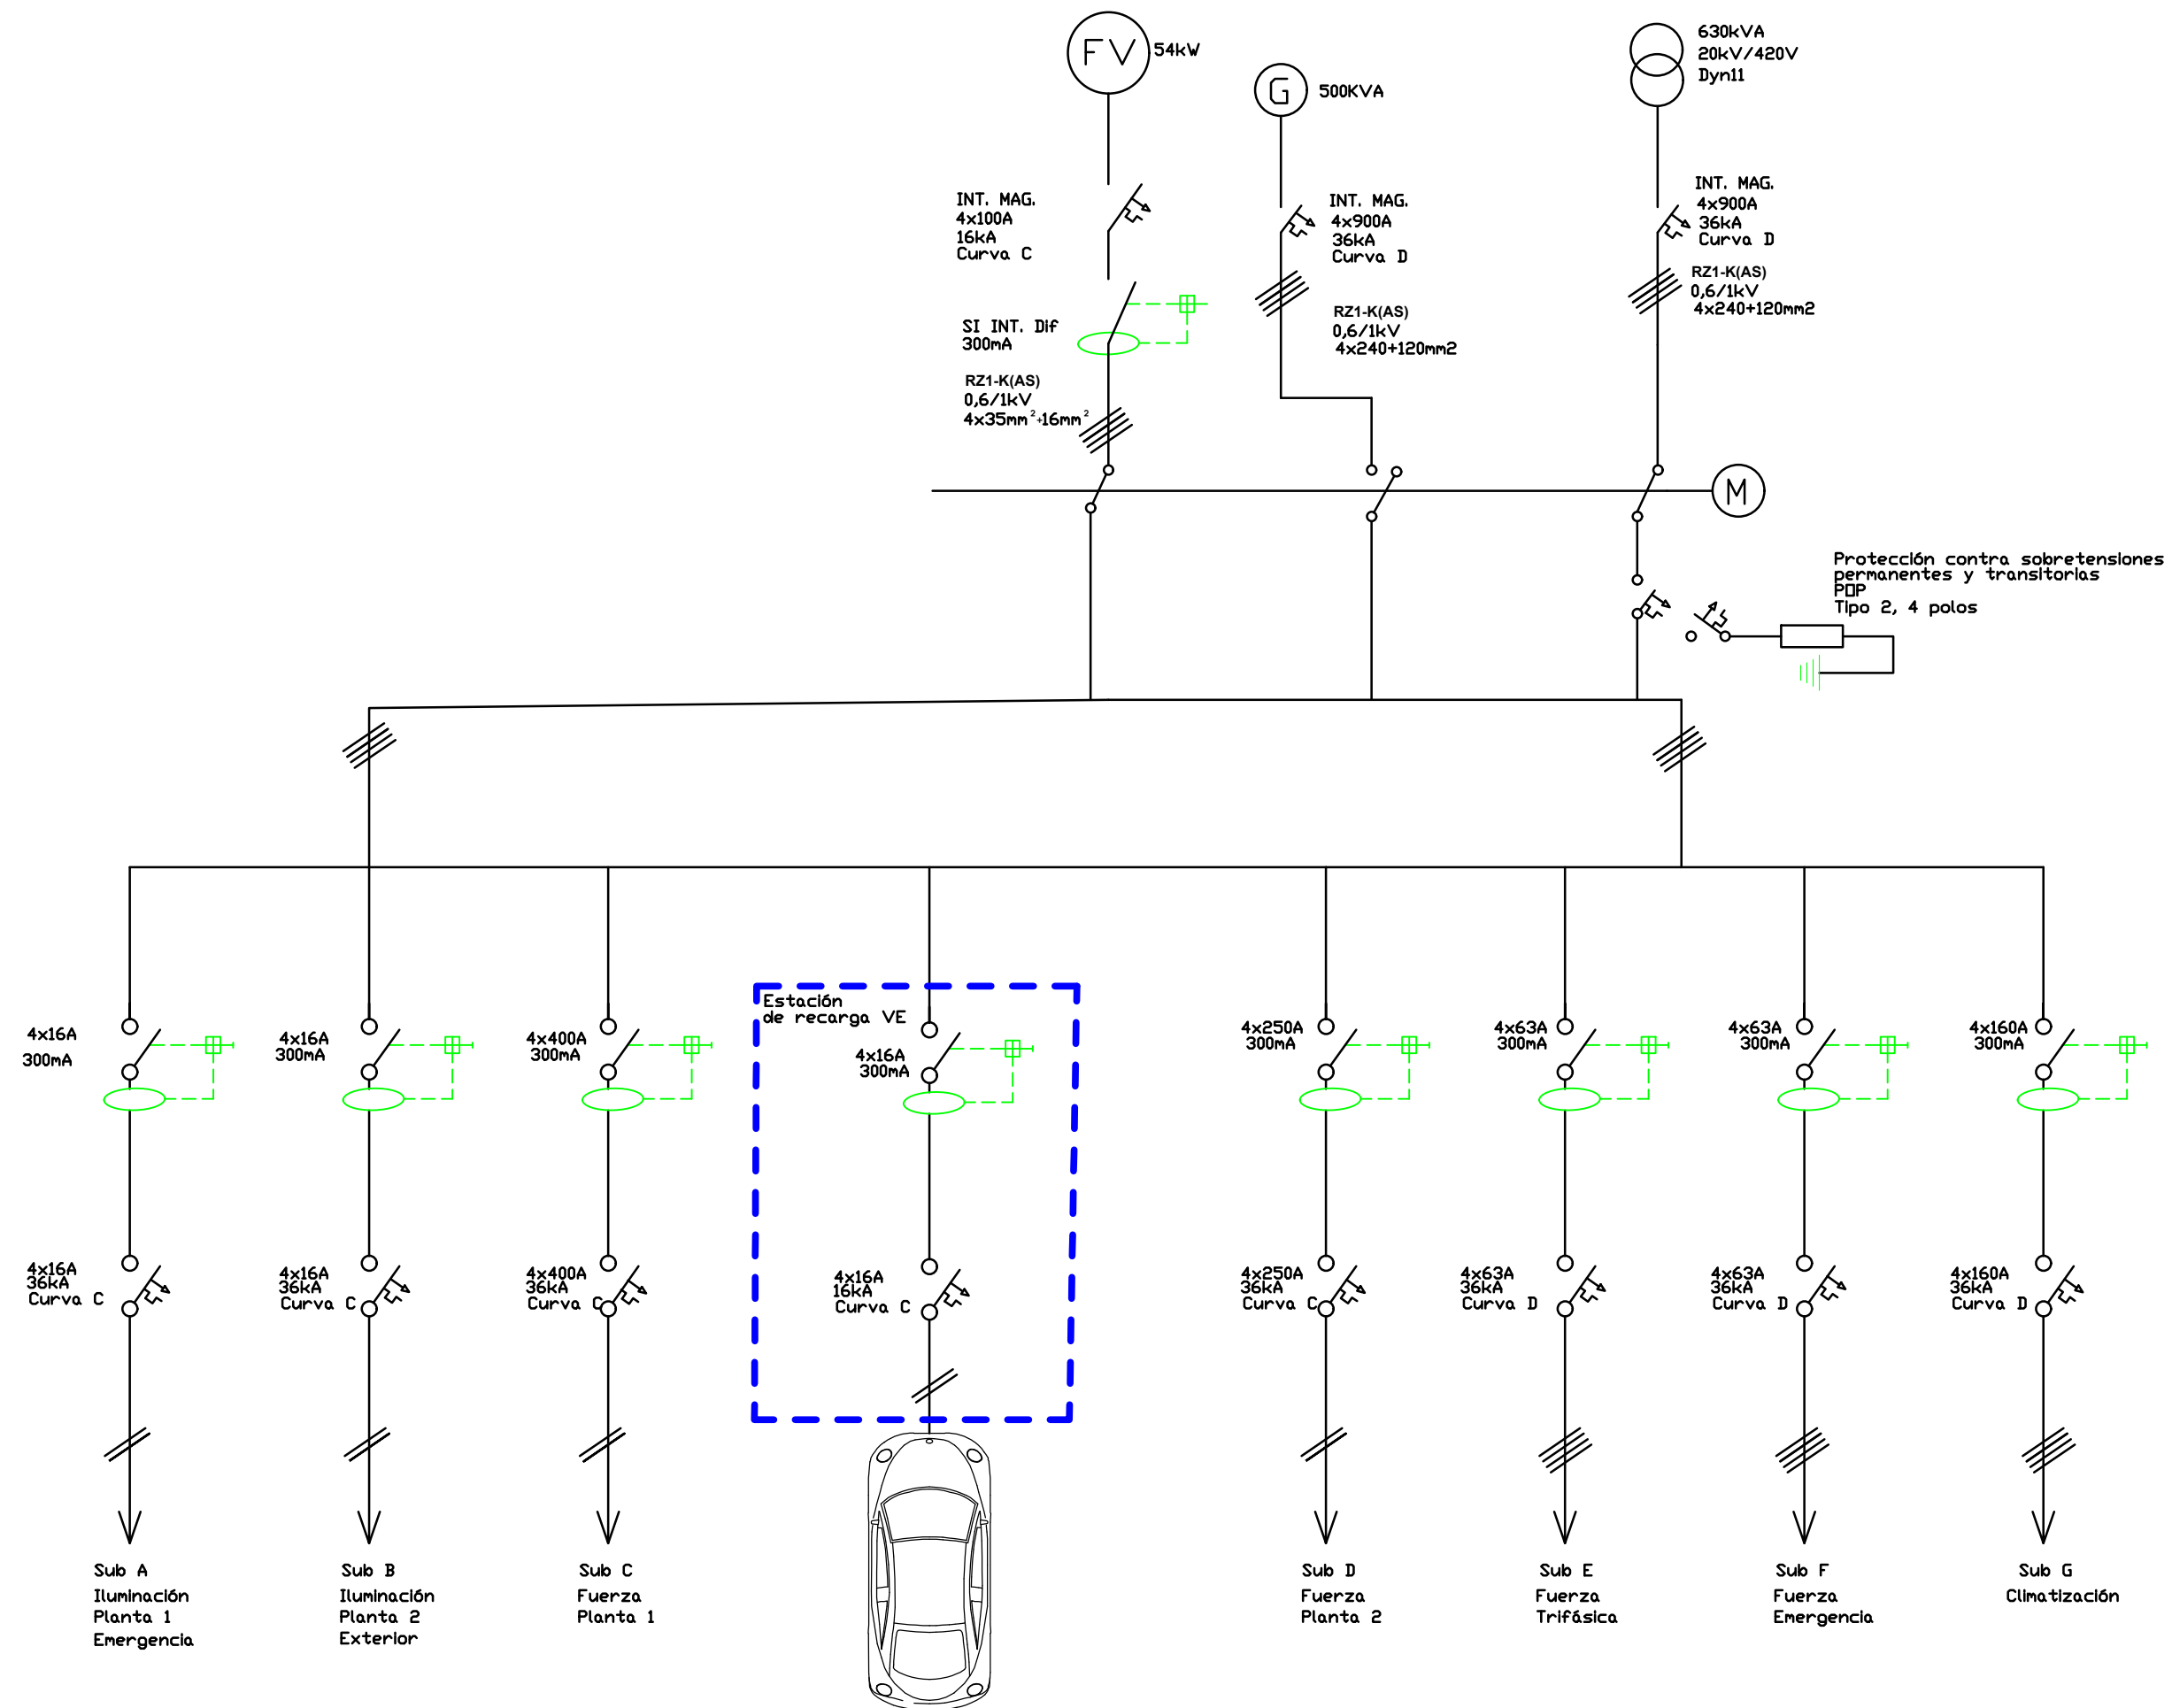 FV
54kW
G
500KVA
630kVA
20kV/420V
Dyn11
INT. MAG.
4x100A
16kA
Curva C
INT. MAG.
4x900A
36kA
Curva D
INT. MAG.
4x900A
36kA
Curva D
SI INT. Dif
300mA
RZ1-K(AS)
0,6/1kV
4x35mm²+16mm²
RZ1-K(AS)
0,6/1kV
4x240+120mm2
RZ1-K(AS)
0,6/1kV
4x240+120mm2
M
Protección contra sobretensiones
permanentes y transitorias
POP
Tipo 2, 4 polos
4x16A
300mA
4x16A
300mA
4x400A
300mA
Estación
de recarga VE
4x16A
300mA
4x250A
300mA
4x63A
300mA
4x63A
300mA
4x160A
300mA
4x16A
36kA
Curva C
4x16A
36kA
Curva C
4x400A
36kA
Curva C
4x16A
16kA
Curva C
4x250A
36kA
Curva C
4x63A
36kA
Curva D
4x63A
36kA
Curva D
4x160A
36kA
Curva D
Sub A
Iluminación
Planta 1
Emergencia
Sub B
Iluminación
Planta 2
Exterior
Sub C
Fuerza
Planta 1
Sub D
Fuerza
Planta 2
Sub E
Fuerza
Trifásica
Sub F
Fuerza
Emergencia
Sub G
Climatización